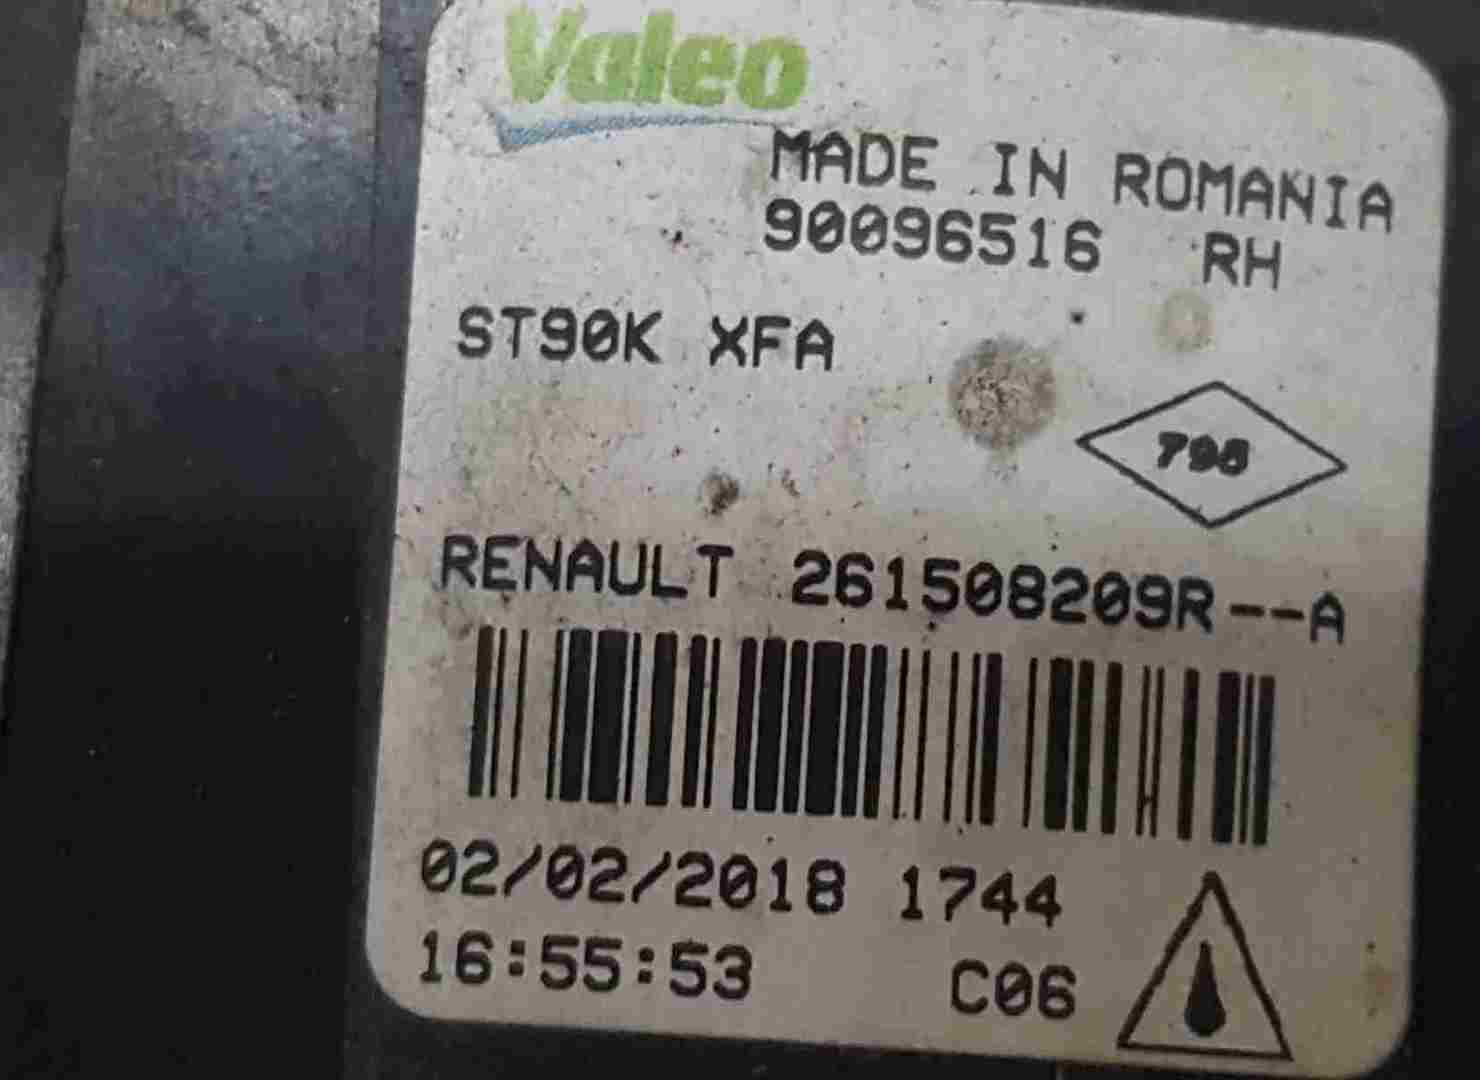 Valeo
MADE IN ROMANIA
90096516 RH
ST90K XFA
RENAULT 261508209R--A
02/02/2018 1744
16:55:53 C06